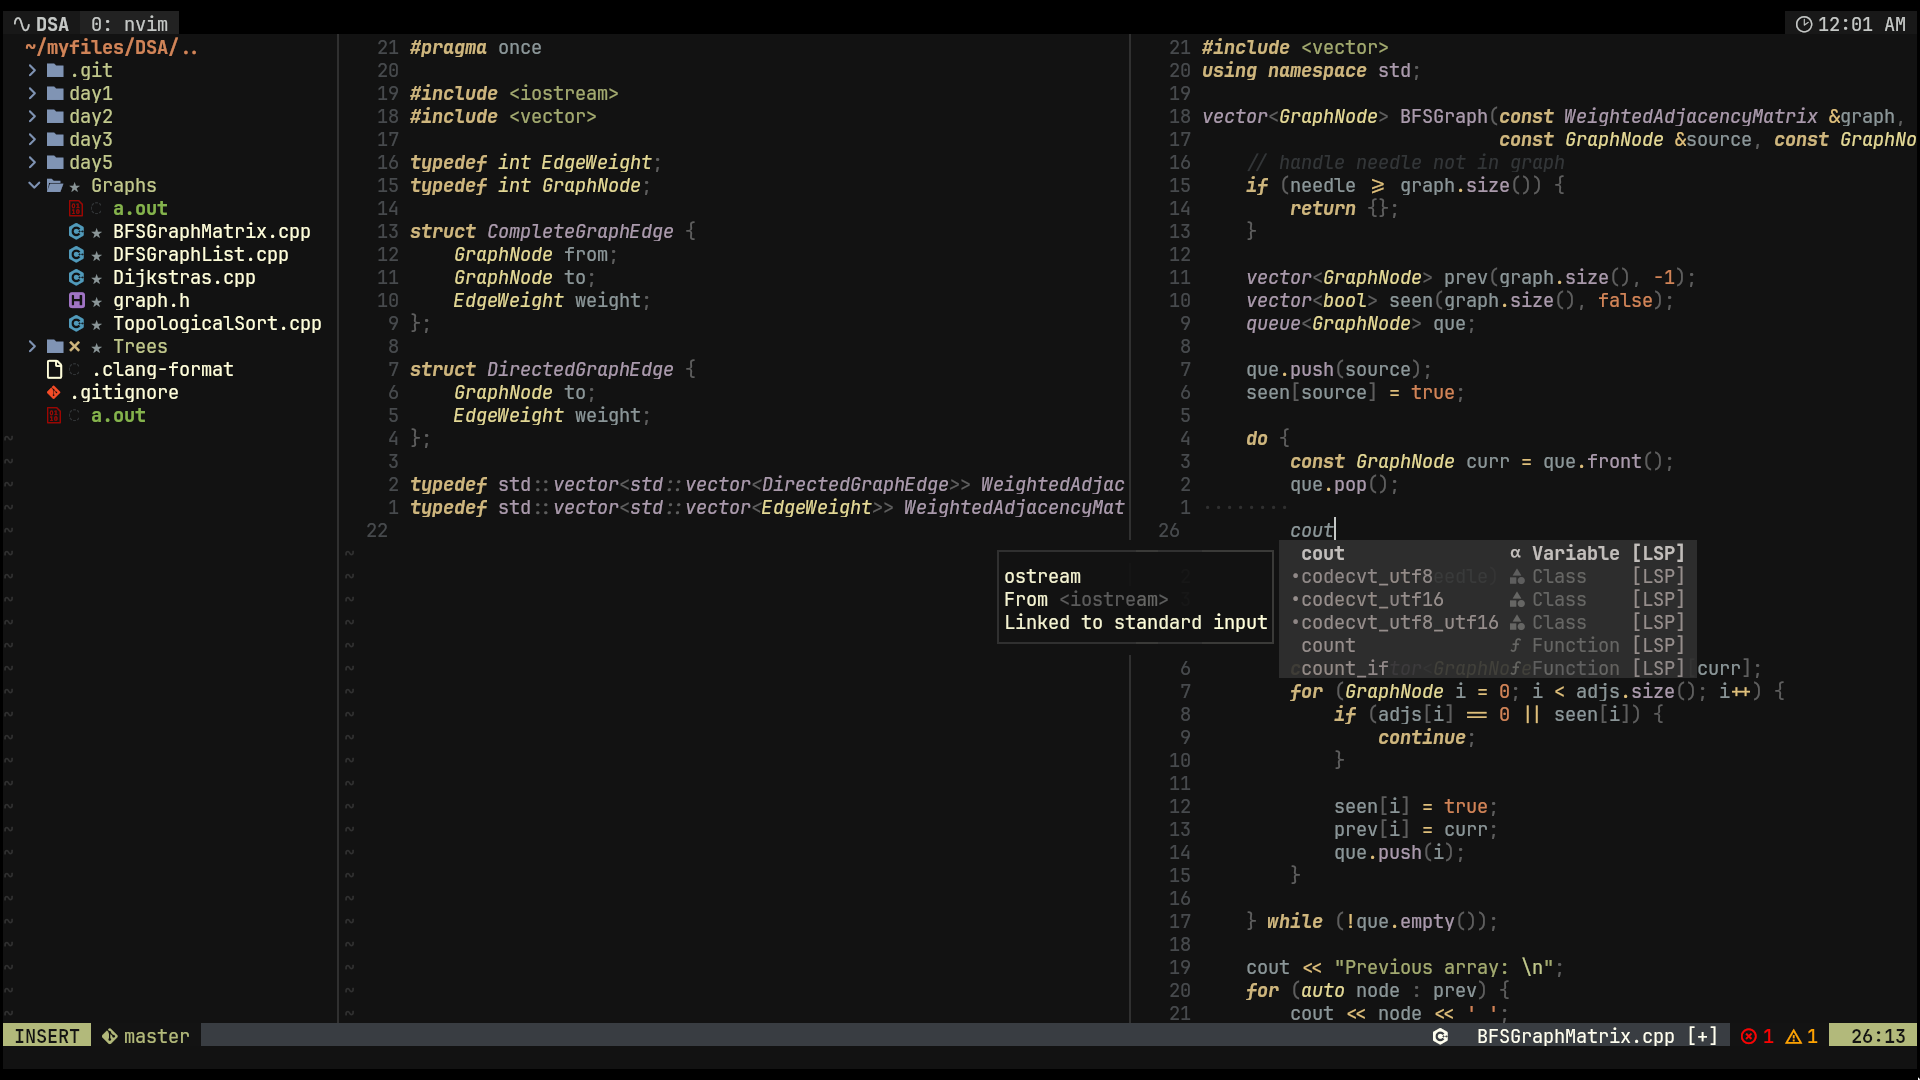 DSA 0: nvim 12:01 AM
~/myfiles/DSA/..
.git
day1
day2
day3
day5
Graphs
a.out
BFSGraphMatrix.cpp
DFSGraphList.cpp
Dijkstras.cpp
graph.h
TopologicalSort.cpp
Trees
.clang-format
.gitignore
a.out
21 #pragma once
20
19 #include <iostream>
18 #include <vector>
17
16 typedef int EdgeWeight;
15 typedef int GraphNode;
14
13 struct CompleteGraphEdge {
12     GraphNode from;
11     GraphNode to;
10     EdgeWeight weight;
9 };
8
7 struct DirectedGraphEdge {
6     GraphNode to;
5     EdgeWeight weight;
4 };
3
2 typedef std::vector<std::vector<DirectedGraphEdge>> WeightedAdjac
1 typedef std::vector<std::vector<EdgeWeight>> WeightedAdjacencyMat
22
21 #include <vector>
20 using namespace std;
19
18 vector<GraphNode> BFSGraph(const WeightedAdjacencyMatrix &graph,
17                            const GraphNode &source, const GraphNo
16     // handle needle not in graph
15     if (needle >= graph.size()) {
14         return {};
13     }
12
11     vector<GraphNode> prev(graph.size(), -1);
10     vector<bool> seen(graph.size(), false);
9     queue<GraphNode> que;
8
7     que.push(source);
6     seen[source] = true;
5
4     do {
3         const GraphNode curr = que.front();
2         que.pop();
1 ········
26         cout
ostream
From <iostream>
Linked to standard input
cout α Variable [LSP]
•codecvt_utf8 Class [LSP]
•codecvt_utf16 Class [LSP]
•codecvt_utf8_utf16 Class [LSP]
count ƒ Function [LSP]
count_if ƒ Function [LSP]
6 curr];
7         for (GraphNode i = 0; i < adjs.size(); i++) {
8             if (adjs[i] == 0 || seen[i]) {
9                 continue;
10             }
11
12             seen[i] = true;
13             prev[i] = curr;
14             que.push(i);
15         }
16
17     } while (!que.empty());
18
19     cout << "Previous array: \n";
20     for (auto node : prev) {
21         cout << node << ' ';
INSERT master BFSGraphMatrix.cpp [+] 1 1 26:13